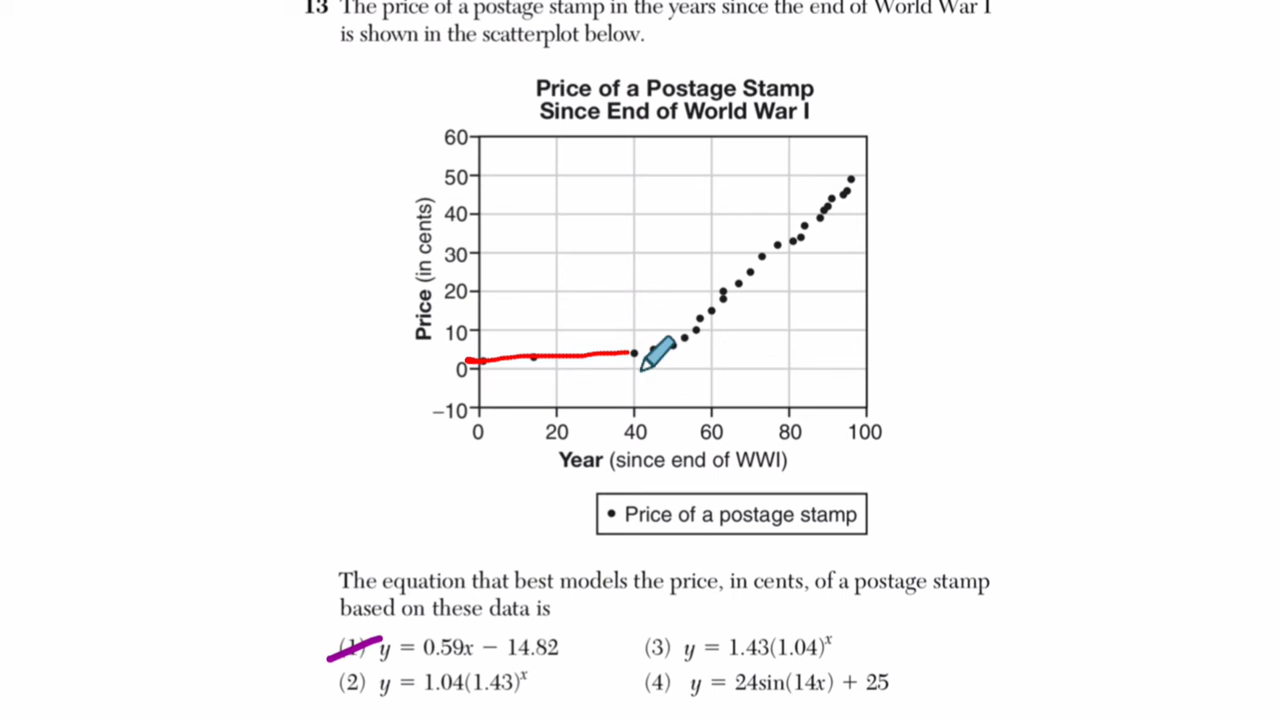 13 The price of a postage stamp in the years since the end of World War I
is shown in the scatterplot below.
Price of a Postage Stamp
Since End of World War I
60
50
40
30
20
10
0
−10
Price (in cents)
0 20 40 60 80 100
Year (since end of WWI)
• Price of a postage stamp
The equation that best models the price, in cents, of a postage stamp
based on these data is
(1) y = 0.59x − 14.82
(3) y = 1.43(1.04)ˣ
(2) y = 1.04(1.43)ˣ
(4) y = 24sin(14x) + 25